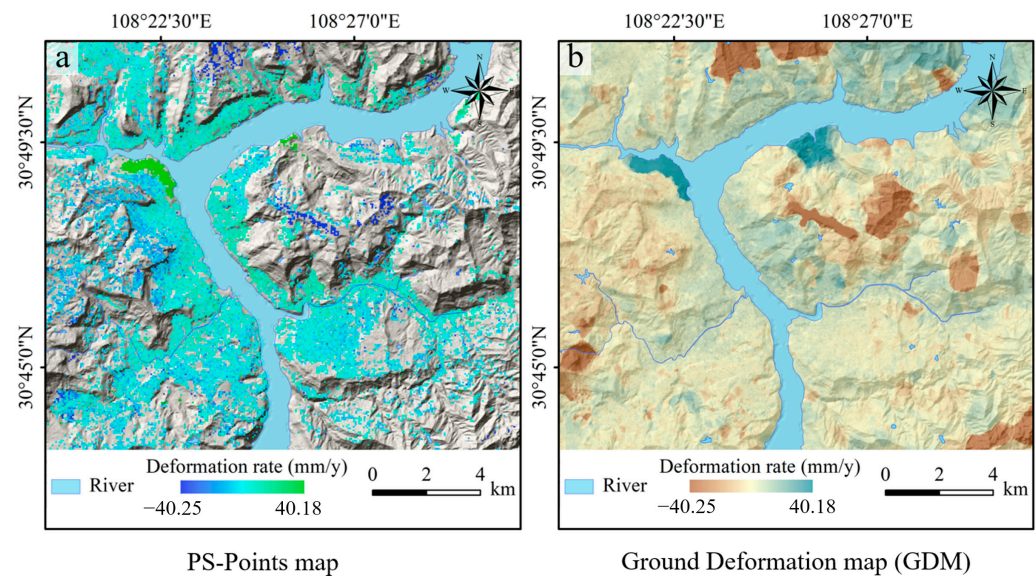 108°22'30"E 108°27'0"E
108°22'30"E 108°27'0"E
a
b
N
W E
S
N
W E
S
30°49'30"N
30°45'0"N
30°49'30"N
30°45'0"N
River
Deformation rate (mm/y)
−40.25 40.18
0 2 4
km
River
Deformation rate (mm/y)
−40.25 40.18
0 2 4
km
PS-Points map
Ground Deformation map (GDM)